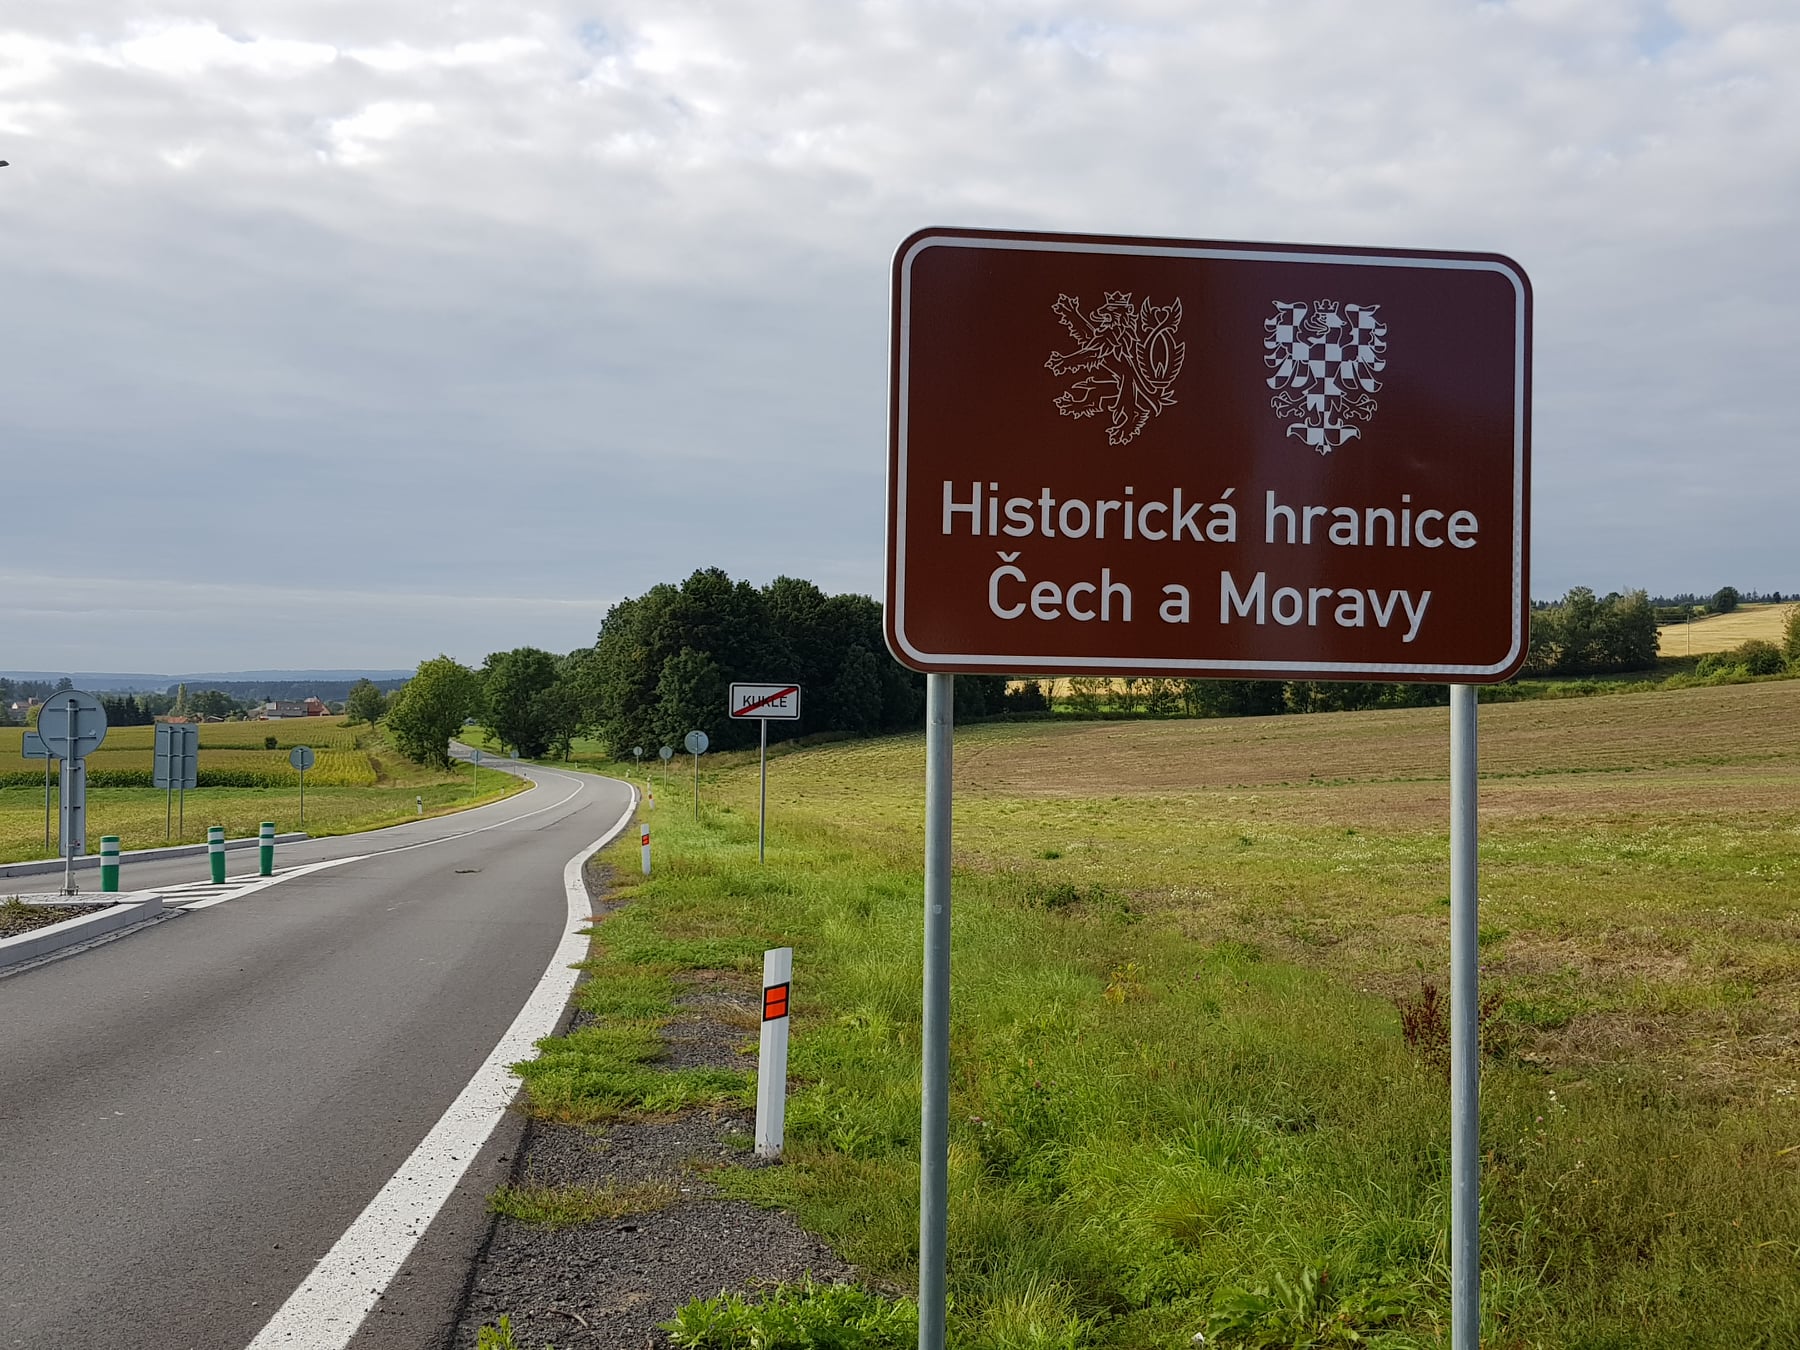 Historická hranice
Čech a Moravy
KUKLE